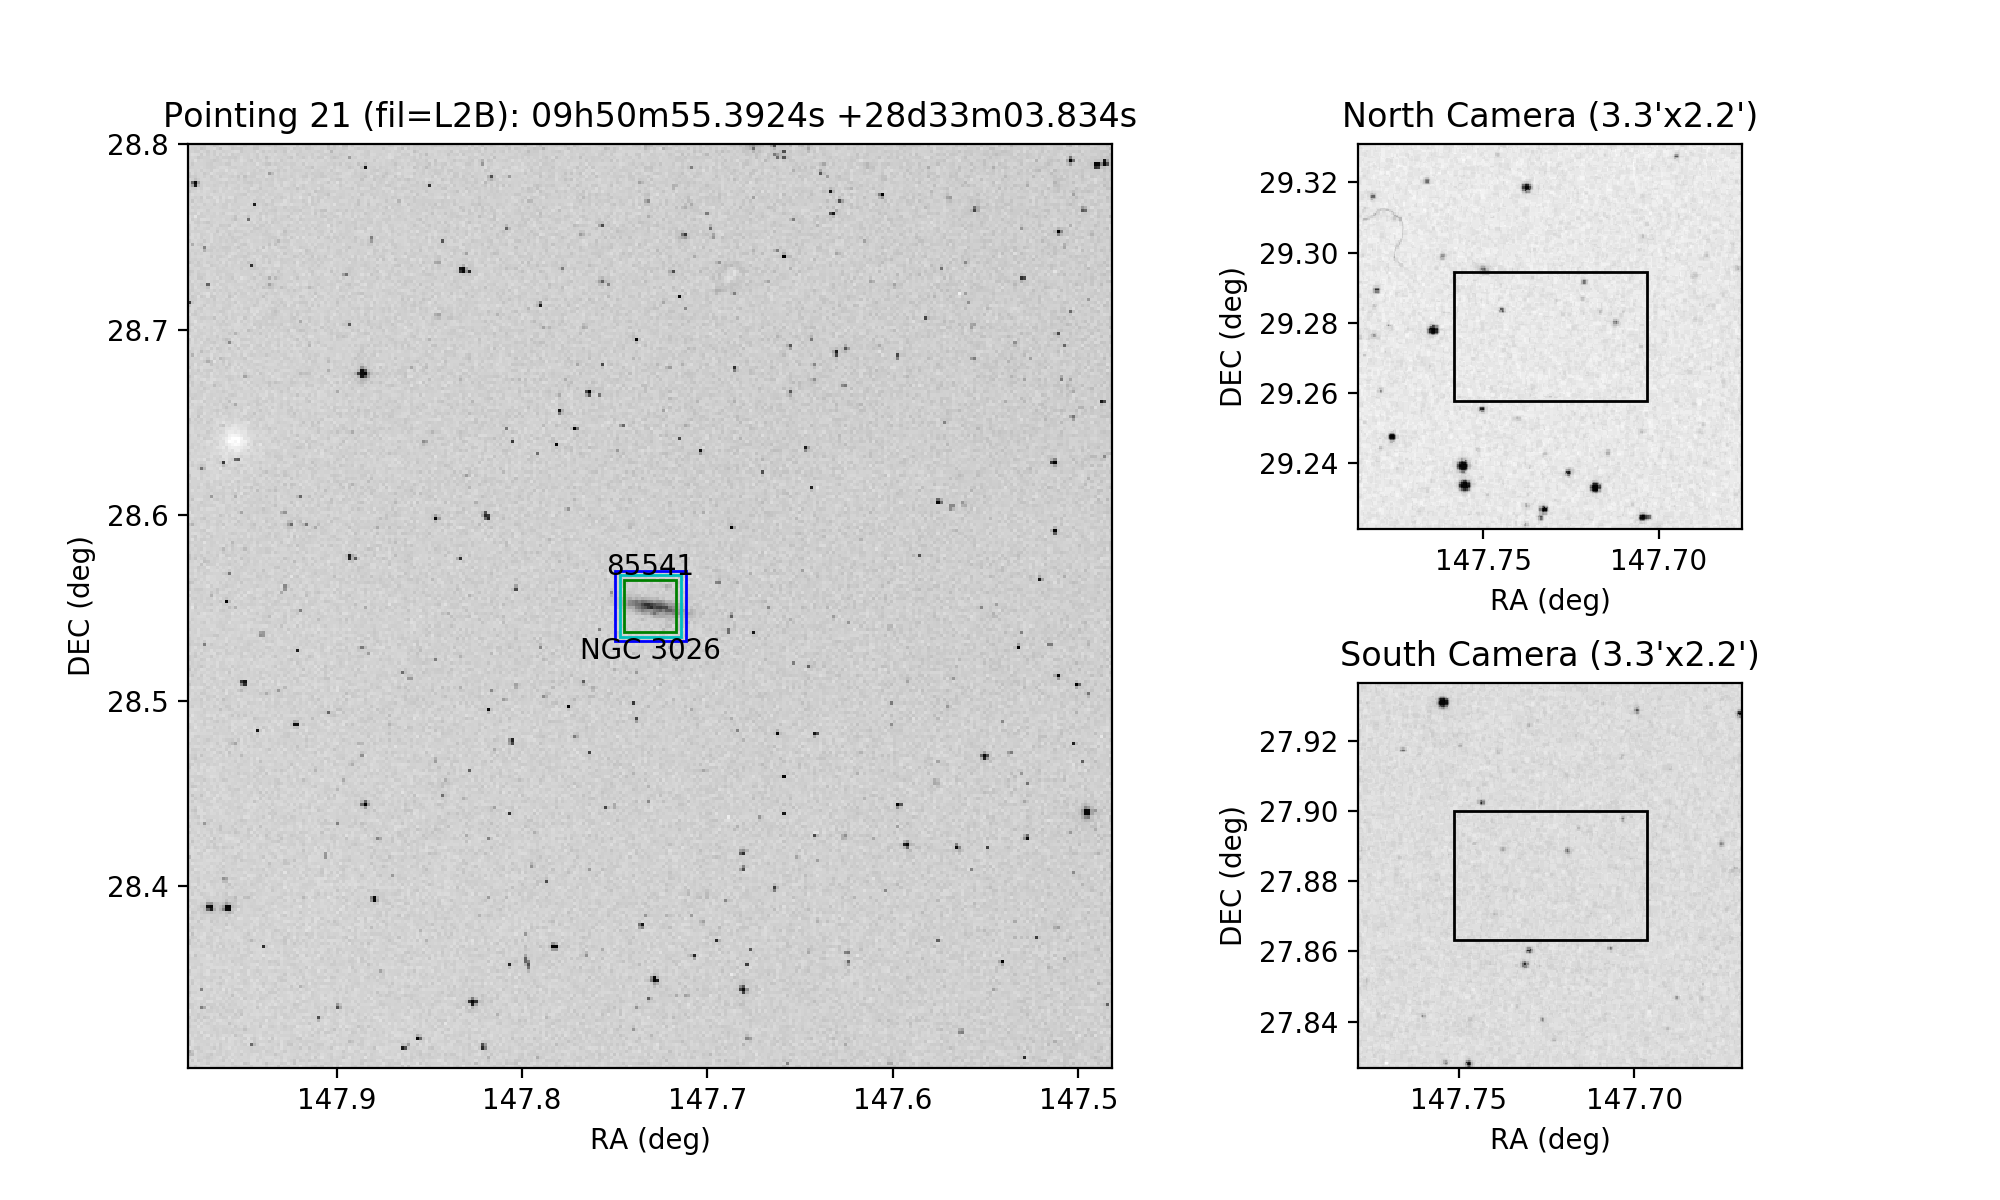 Pointing 21 (fil=L2B): 09h50m55.3924s +28d33m03.834s
28.8
28.7
28.6
28.5
28.4
DEC (deg)
85541
NGC 3026
147.9 147.8 147.7 147.6 147.5
RA (deg)
North Camera (3.3'x2.2')
29.32
29.30
29.28
29.26
29.24
DEC (deg)
147.75 147.70
RA (deg)
South Camera (3.3'x2.2')
27.92
27.90
27.88
27.86
27.84
DEC (deg)
147.75 147.70
RA (deg)